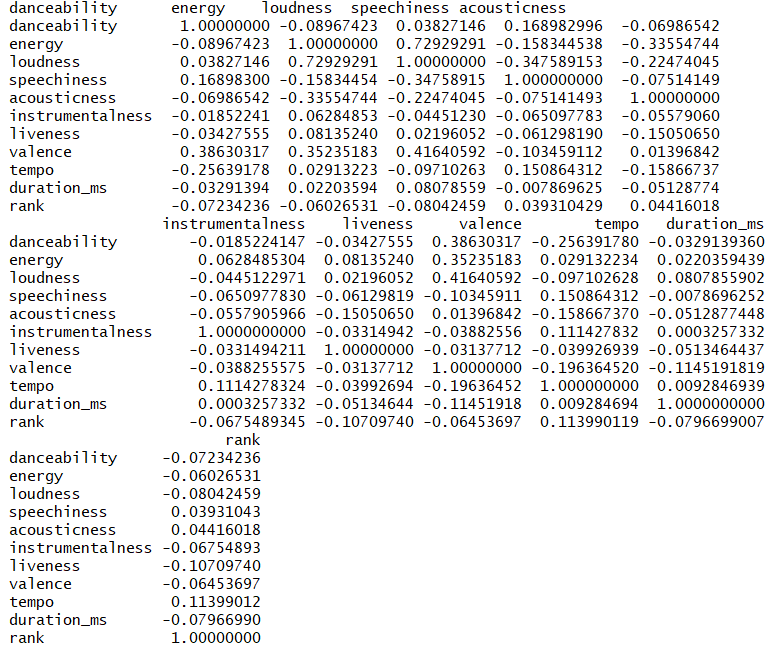 danceability energy loudness speechiness acousticness
danceability 1.00000000 -0.08967423 0.03827146 0.168982996 -0.06986542
energy -0.08967423 1.00000000 0.72929291 -0.158344538 -0.33554744
loudness 0.03827146 0.72929291 1.00000000 -0.347589153 -0.22474045
speechiness 0.16898300 -0.15834454 -0.34758915 1.000000000 -0.07514149
acousticness -0.06986542 -0.33554744 -0.22474045 -0.075141493 1.00000000
instrumentalness -0.01852241 0.06284853 -0.04451230 -0.065097783 -0.05579060
liveness -0.03427555 0.08135240 0.02196052 -0.061298190 -0.15050650
valence 0.38630317 0.35235183 0.41640592 -0.103459112 0.01396842
tempo -0.25639178 0.02913223 -0.09710263 0.150864312 -0.15866737
duration_ms -0.03291394 0.02203594 0.08078559 -0.007869625 -0.05128774
rank -0.07234236 -0.06026531 -0.08042459 0.039310429 0.04416018
instrumentalness liveness valence tempo duration_ms
danceability -0.0185224147 -0.03427555 0.38630317 -0.256391780 -0.0329139360
energy 0.0628485304 0.08135240 0.35235183 0.029132234 0.0220359439
loudness -0.0445122971 0.02196052 0.41640592 -0.097102628 0.0807855902
speechiness -0.0650977830 -0.06129819 -0.10345911 0.150864312 -0.0078696252
acousticness -0.0557905966 -0.15050650 0.01396842 -0.158667370 -0.0512877448
instrumentalness 1.0000000000 -0.03314942 -0.03882556 0.111427832 0.0003257332
liveness -0.0331494211 1.00000000 -0.03137712 -0.039926939 -0.0513464437
valence -0.0388255575 -0.03137712 1.00000000 -0.196364520 -0.1145191819
tempo 0.1114278324 -0.03992694 -0.19636452 1.000000000 0.0092846939
duration_ms 0.0003257332 -0.05134644 -0.11451918 0.009284694 1.0000000000
rank -0.0675489345 -0.10709740 -0.06453697 0.113990119 -0.0796699007
rank
danceability -0.07234236
energy -0.06026531
loudness -0.08042459
speechiness 0.03931043
acousticness 0.04416018
instrumentalness -0.06754893
liveness -0.10709740
valence -0.06453697
tempo 0.11399012
duration_ms -0.07966990
rank 1.00000000